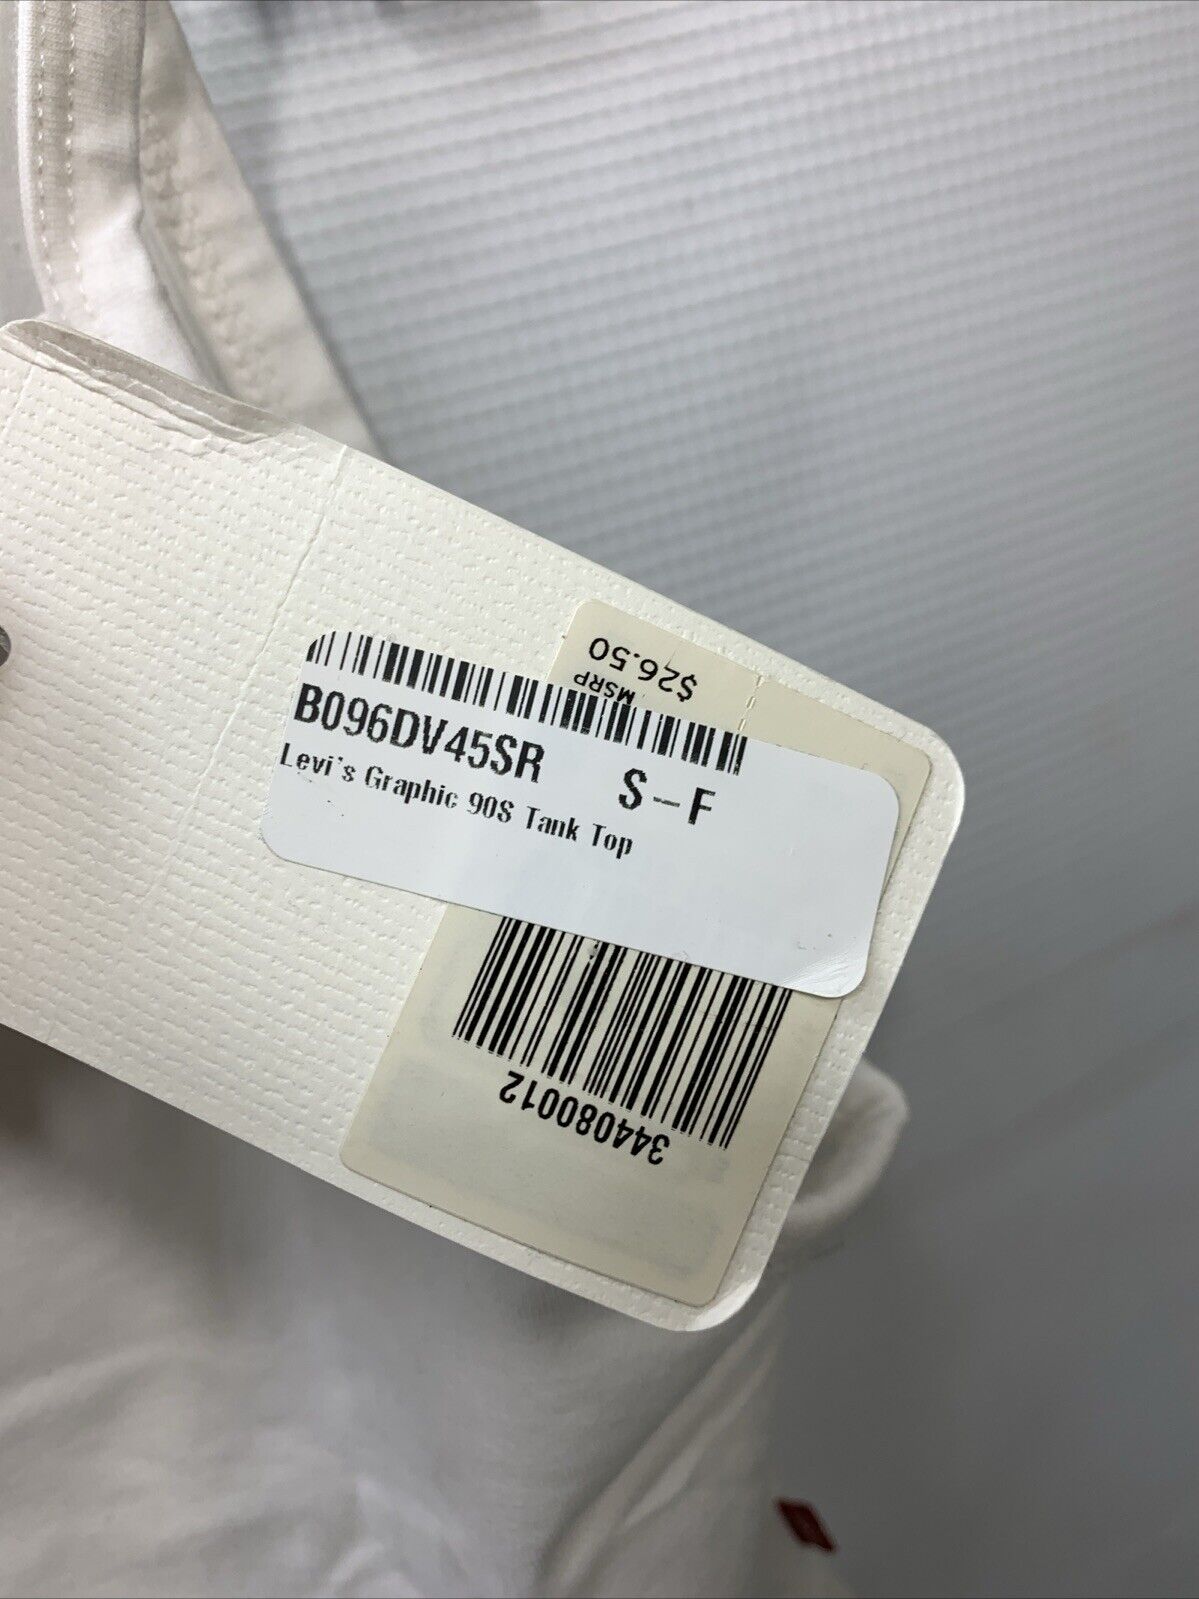 B096DV45SR S-F
Levi's Graphic 90S Tank Top
MSRP
$26.50
344080012